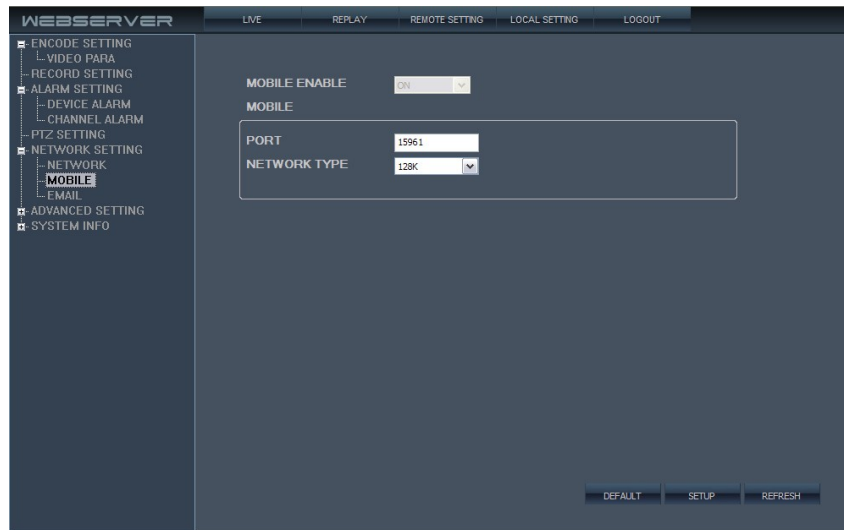 WEBSERVER
LIVE REPLAY REMOTE SETTING LOCAL SETTING LOGOUT
ENCODE SETTING
VIDEO PARA
RECORD SETTING
ALARM SETTING
DEVICE ALARM
CHANNEL ALARM
PTZ SETTING
NETWORK SETTING
NETWORK
MOBILE
EMAIL
ADVANCED SETTING
SYSTEM INFO
MOBILE ENABLE ON
MOBILE
PORT 15961
NETWORK TYPE 128K
DEFAULT SETUP REFRESH